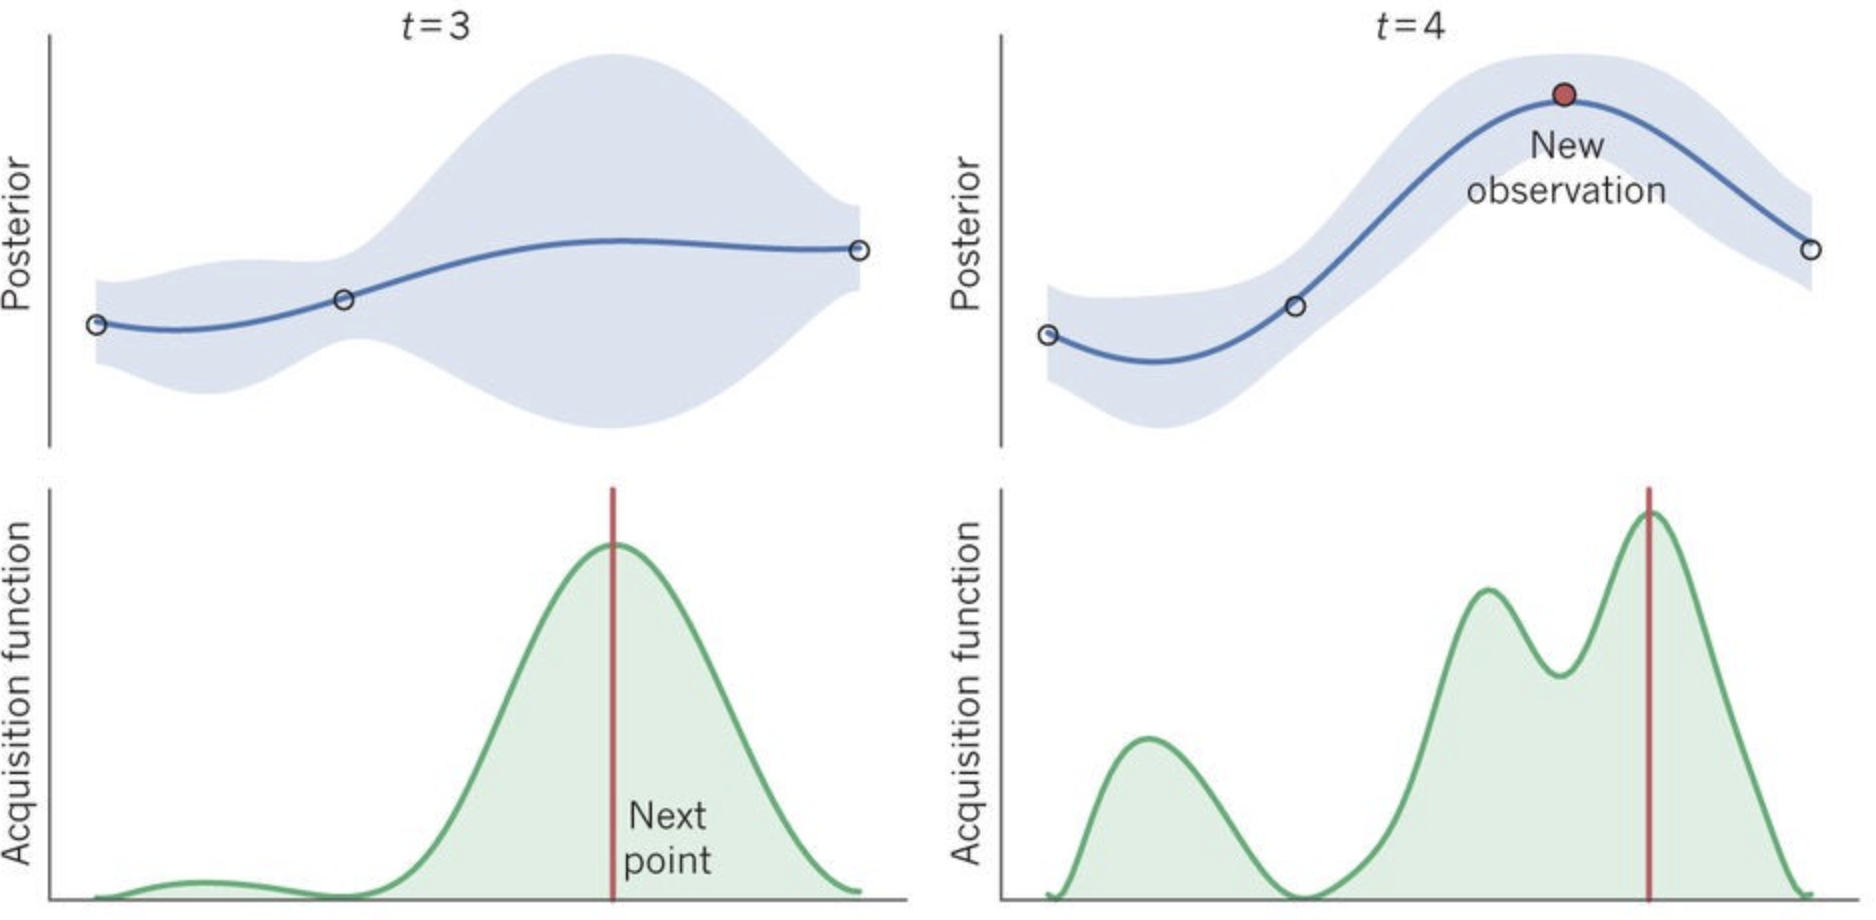 t=3
t=4
Posterior
Posterior
New
observation
Acquisition function
Next
point
Acquisition function